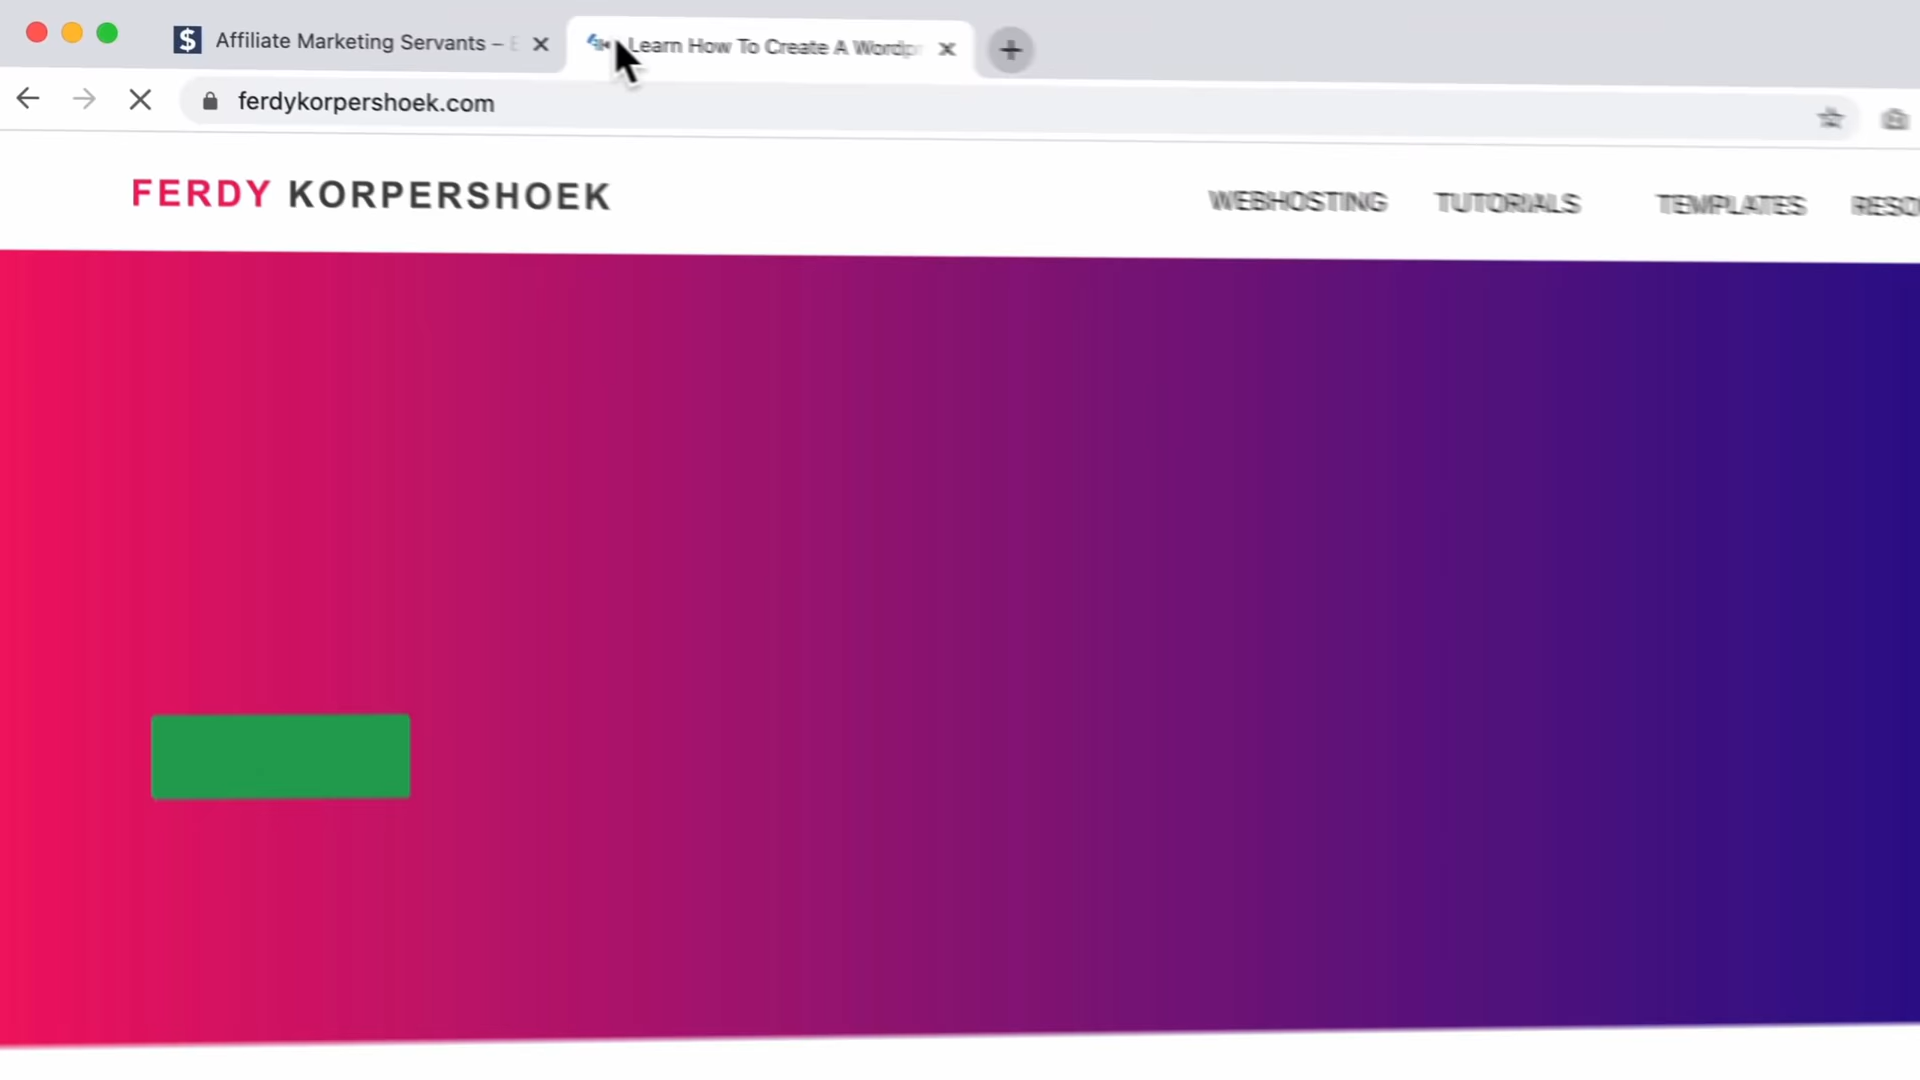 Affiliate Marketing Servants –
Learn How To Create A Wordp
ferdykorpershoek.com
FERDY KORPERSHOEK
WEBHOSTING
TUTORIALS
TEMPLATES
RESO